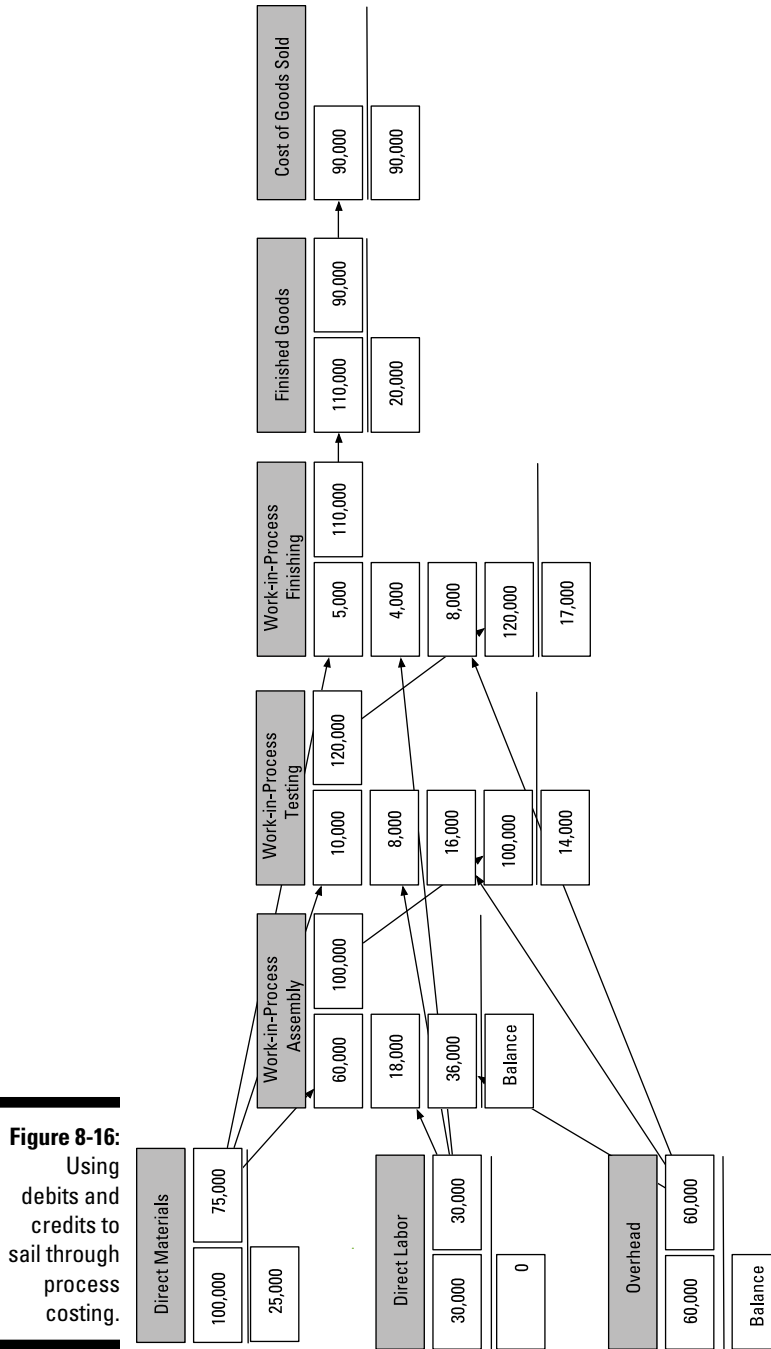 Figure 8-16:
Using
debits and
credits to
sail through
process
costing.
Direct Materials
100,000 75,000
25,000
Direct Labor
30,000 30,000
0
Overhead
60,000 60,000
Balance
Work-in-Process
Assembly
60,000 100,000
18,000
36,000
Balance
Work-in-Process
Testing
10,000 120,000
8,000
16,000
100,000
14,000
Work-in-Process
Finishing
5,000 110,000
4,000
8,000
120,000
17,000
Finished Goods
110,000 90,000
20,000
Cost of Goods Sold
90,000
90,000